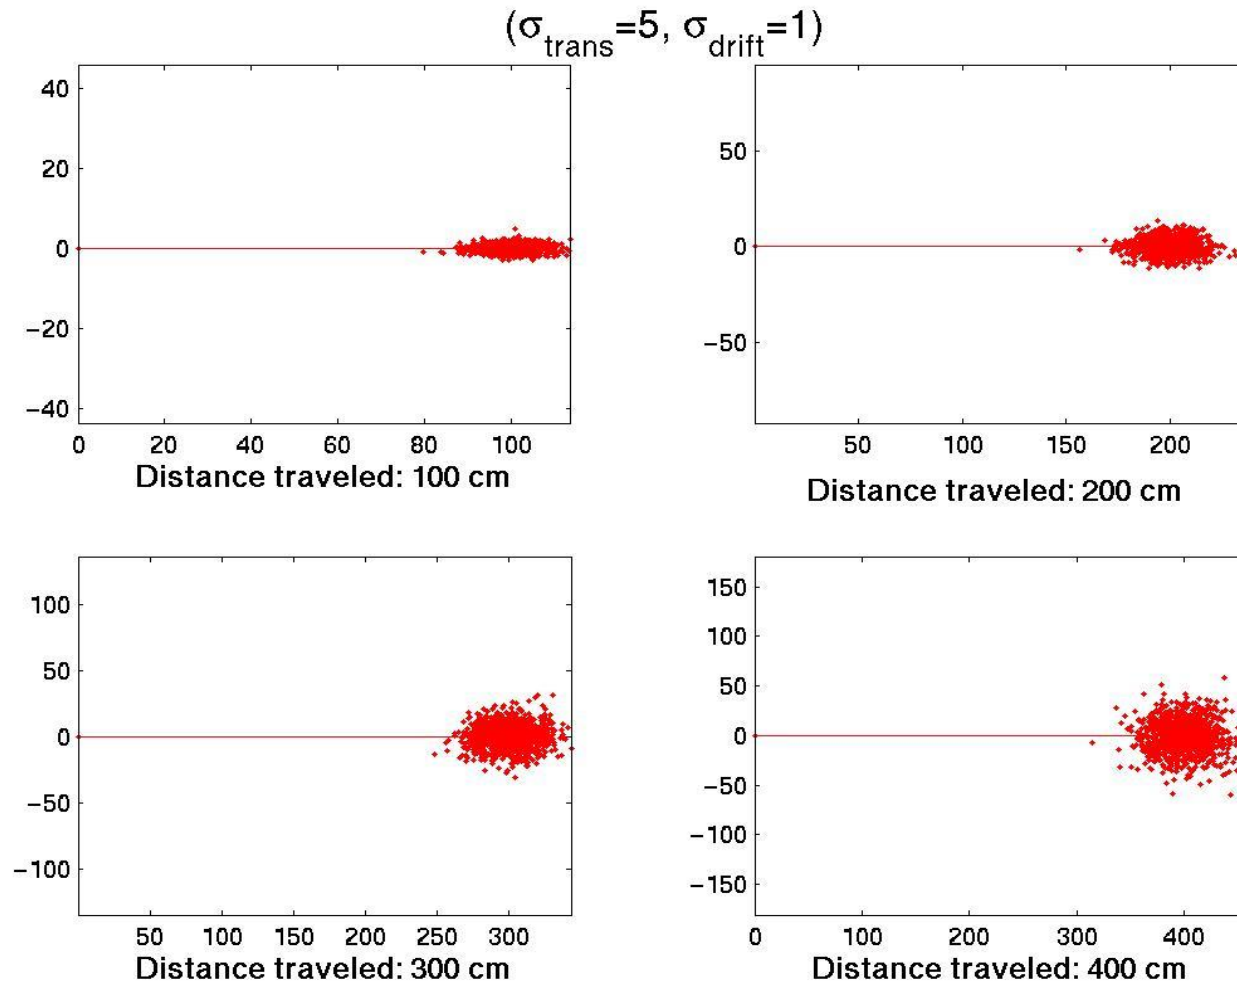 (σtrans=5, σdrift=1)
40
20
0
−20
−40
0 20 40 60 80 100
Distance traveled: 100 cm
50
0
−50
50 100 150 200
Distance traveled: 200 cm
100
50
0
−50
−100
50 100 150 200 250 300
Distance traveled: 300 cm
150
100
50
0
−50
−100
−150
0 100 200 300 400
Distance traveled: 400 cm